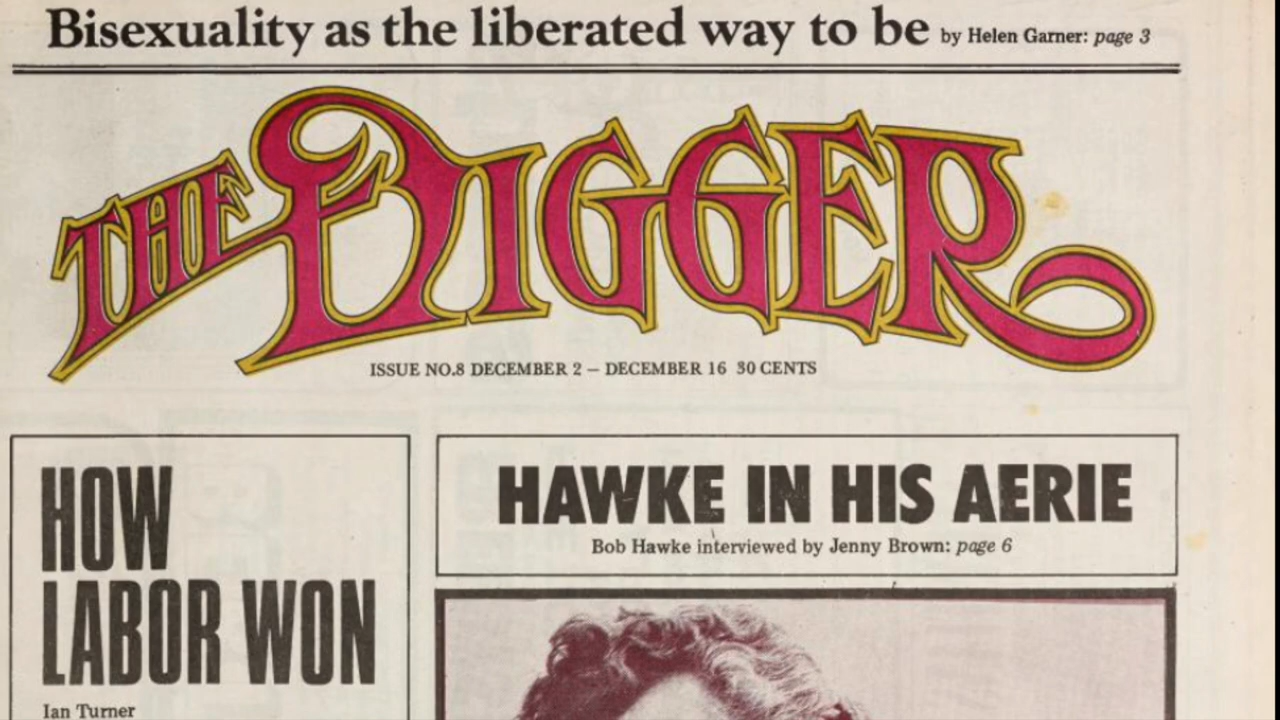 Bisexuality as the liberated way to be by Helen Garner: page 3
THE DIGGER
ISSUE NO.8 DECEMBER 2 – DECEMBER 16 30 CENTS
HOW
LABOR WON
Ian Turner
HAWKE IN HIS AERIE
Bob Hawke interviewed by Jenny Brown: page 6